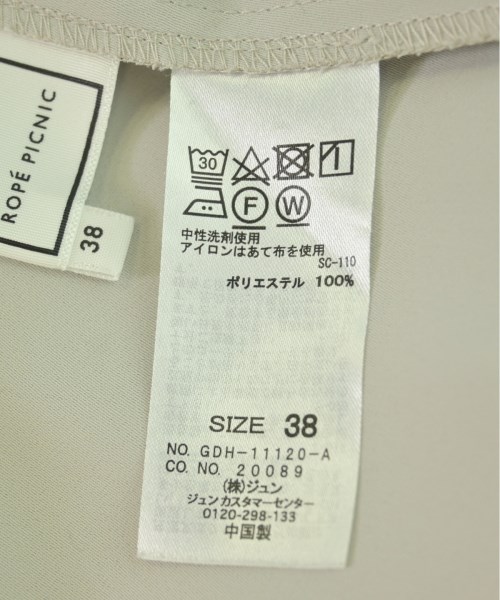 ROPÉ PICNIC
38
30
F W
中性洗剤使用
アイロンはあて布を使用
SC-110
ポリエステル 100%
SIZE 38
NO. GDH-11120-A
CO. NO. 20089
(株)ジュン
ジュンカスタマーセンター
0120-298-133
中国製